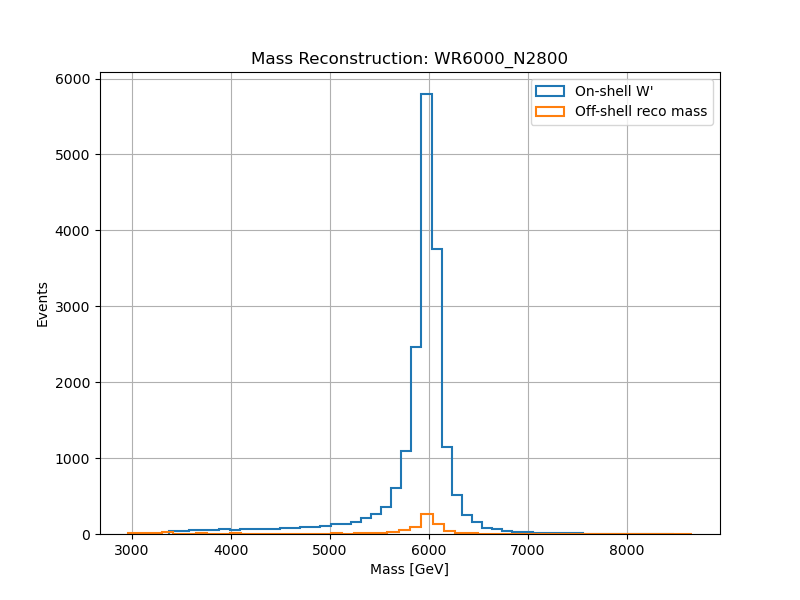 Mass Reconstruction: WR6000_N2800
On-shell W'
Off-shell reco mass
6000
5000
4000
3000
2000
1000
0
Events
3000 4000 5000 6000 7000 8000
Mass [GeV]